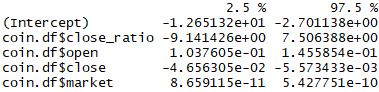 2.5 % 97.5 %
(Intercept) -1.265132e+01 -2.701138e+00
coin.df$close_ratio -9.141426e+00 7.506388e+00
coin.df$open 1.037605e-01 1.455854e-01
coin.df$close -4.656305e-02 -5.573433e-03
coin.df$market 8.659115e-11 5.427751e-10